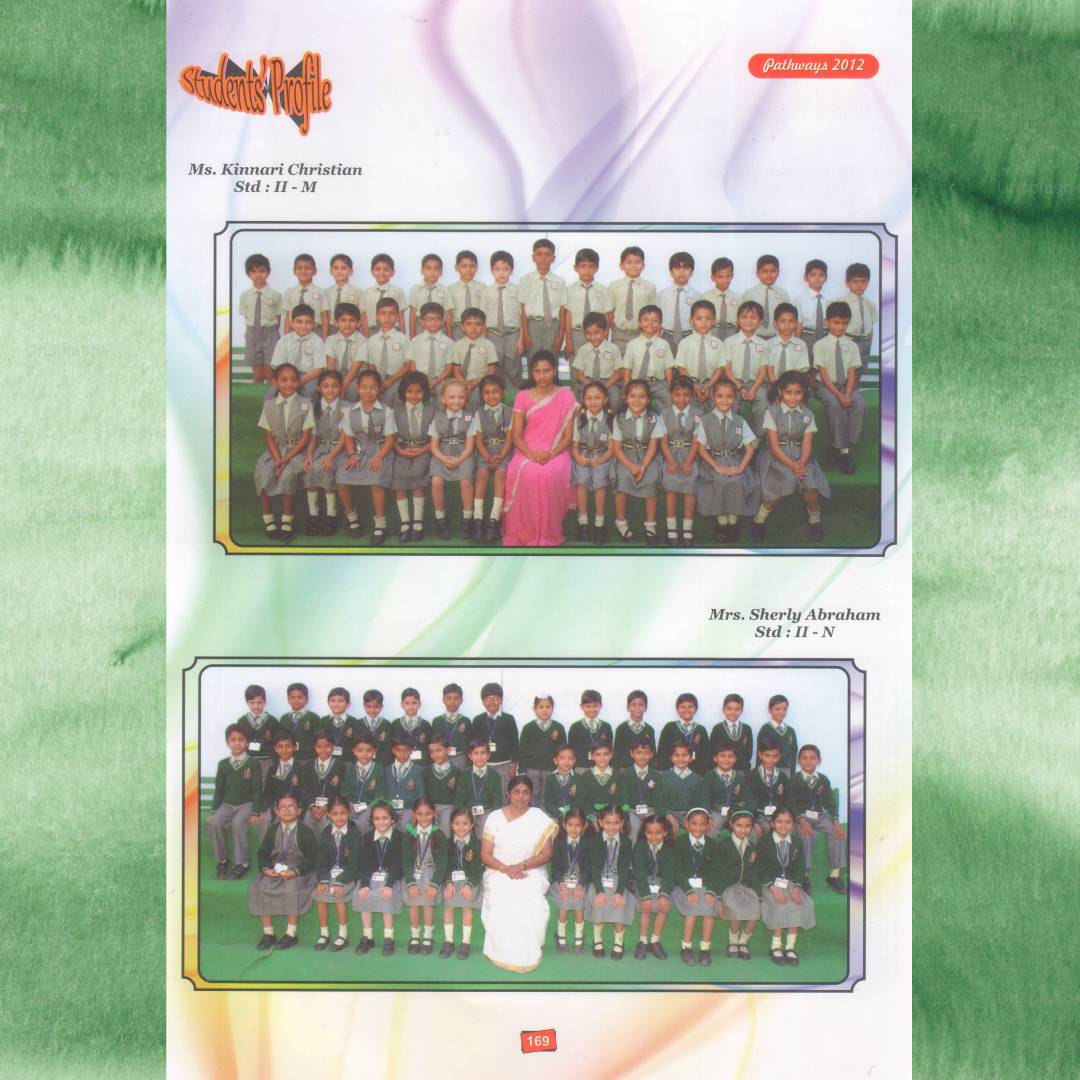 Students' Profile
Pathways 2012
Ms. Kinnari Christian
Std : II - M
Mrs. Sherly Abraham
Std : II - N
169